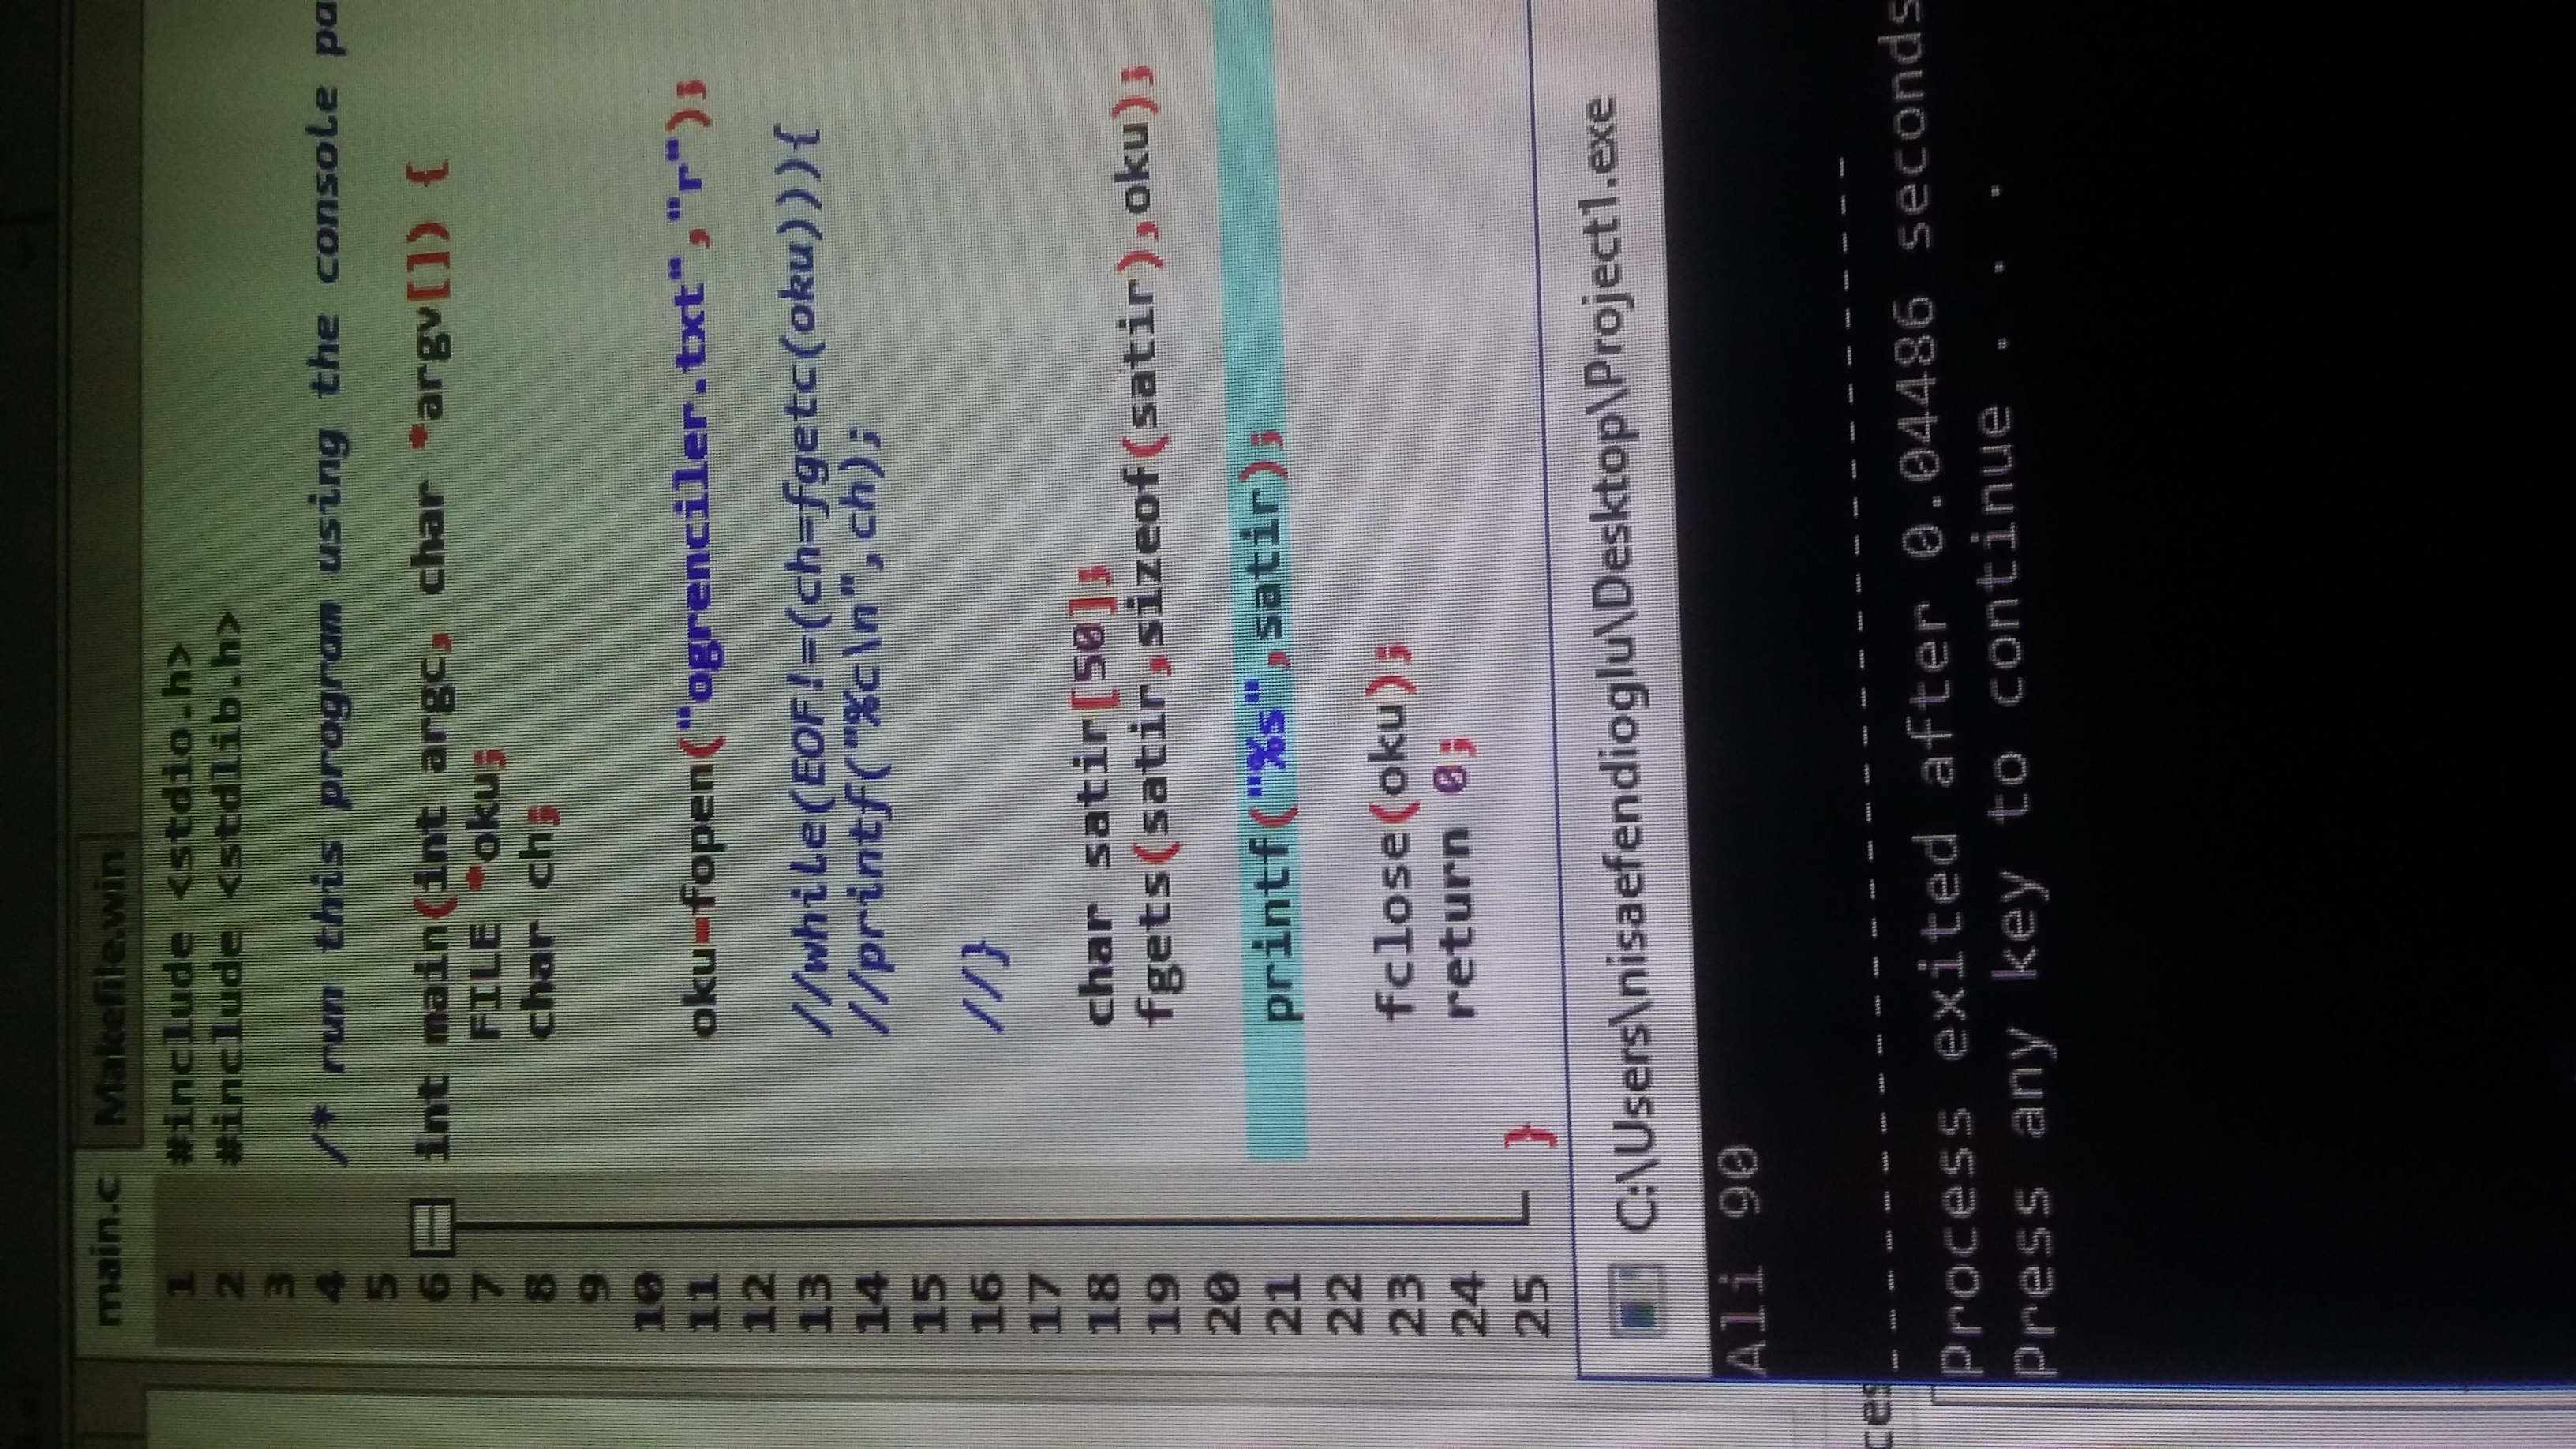 main.c Makefile.win
1 #include <stdio.h>
2 #include <stdlib.h>
3
4 /* run this program using the console pa
5
6 int main(int argc, char *argv[]) {
7 FILE *oku;
8 char ch;
9
10
11 oku=fopen("ogrenciler.txt","r");
12
13 //while(EOF!=(ch=fgetc(oku))){
14 //printf("%c\n",ch);
15
16 //}
17
18 char satir[50];
19 fgets(satir,sizeof(satir),oku);
20
21 printf("%s",satir);
22
23 fclose(oku);
24 return 0;
25 }
C:\Users\nisaefendioglu\Desktop\Project1.exe
Ali 90
ces
--------------------------------
Process exited after 0.04486 seconds
Press any key to continue . . .